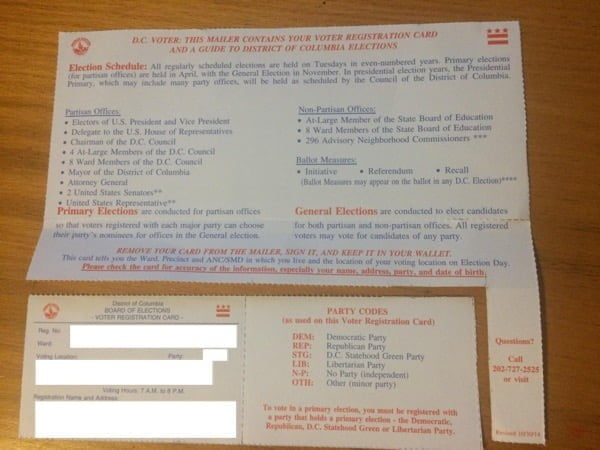 D.C. VOTER: THIS MAILER CONTAINS YOUR VOTER REGISTRATION CARD
AND A GUIDE TO DISTRICT OF COLUMBIA ELECTIONS
Election Schedule: All regularly scheduled elections are held on Tuesdays in even-numbered years. Primary elections
(for partisan offices) are held in April, with the General Election in November. In presidential election years, the Presidential
Primary, which may include many party offices, will be held as scheduled by the Council of the District of Columbia.
Partisan Offices:
• Electors of U.S. President and Vice President
• Delegate to the U.S. House of Representatives
• Chairman of the D.C. Council
• 4 At-Large Members of the D.C. Council
• 8 Ward Members of the D.C. Council
• Mayor of the District of Columbia
• Attorney General
• 2 United States Senators**
• United States Representative**
Non-Partisan Offices:
• At-Large Member of the State Board of Education
• 8 Ward Members of the State Board of Education
• 296 Advisory Neighborhood Commissioners ***
Ballot Measures:
• Initiative • Referendum • Recall
(Ballot Measures may appear on the ballot in any D.C. Election)****
Primary Elections are conducted for partisan offices
so that voters registered with each major party can choose
their party's nominees for offices in the General Election.
General Elections are conducted to elect candidates
for both partisan and non-partisan offices. All registered
voters may vote for candidates of any party.
REMOVE YOUR CARD FROM THE MAILER, SIGN IT, AND KEEP IT IN YOUR WALLET.
This card tells you the Ward, Precinct and ANC/SMD in which you live and the location of your voting location on Election Day.
Please check the card for accuracy of the information, especially your name, address, party, and date of birth.
District of Columbia
BOARD OF ELECTIONS
- VOTER REGISTRATION CARD -
Reg. No
Ward:
Voting Location: Party:
Voting Hours: 7 A.M. to 8 P.M.
Registration Name and Address:
PARTY CODES
(as used on this Voter Registration Card)
DEM: Democratic Party
REP: Republican Party
STG: D.C. Statehood Green Party
LIB: Libertarian Party
N-P: No Party (independent)
OTH: Other (minor party)
To vote in a primary election, you must be registered with
a party that holds a primary election - the Democratic,
Republican, D.C. Statehood Green or Libertarian Party.
Questions?
Call
202-727-2525
or visit
Revised 10/30/14